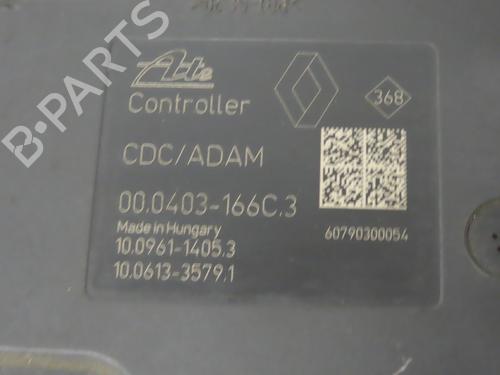 Ate
368
Controller
CDC/ADAM
00.0403-166C.3
Made in Hungary
60790300054
10.0961-1405.3
10.0613-3579.1
B-PARTS